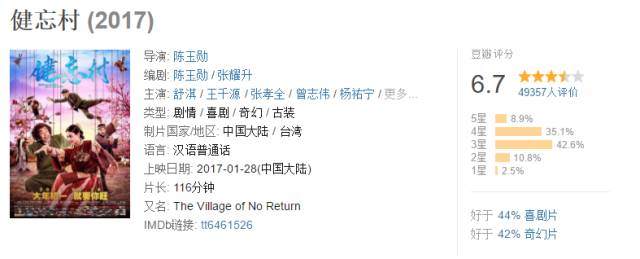 健忘村 (2017)
健忘村
大年初一 就要你旺
导演: 陈玉勋
编剧: 陈玉勋 / 张耀升
主演: 舒淇 / 王千源 / 张孝全 / 曾志伟 / 杨祐宁 / 更多...
类型: 剧情 / 喜剧 / 奇幻 / 古装
制片国家/地区: 中国大陆 / 台湾
语言: 汉语普通话
上映日期: 2017-01-28(中国大陆)
片长: 116分钟
又名: The Village of No Return
IMDb链接: tt6461526
豆瓣评分
6.7
49357人评价
5星 8.9%
4星 35.1%
3星 42.6%
2星 10.8%
1星 2.5%
好于 44% 喜剧片
好于 42% 奇幻片